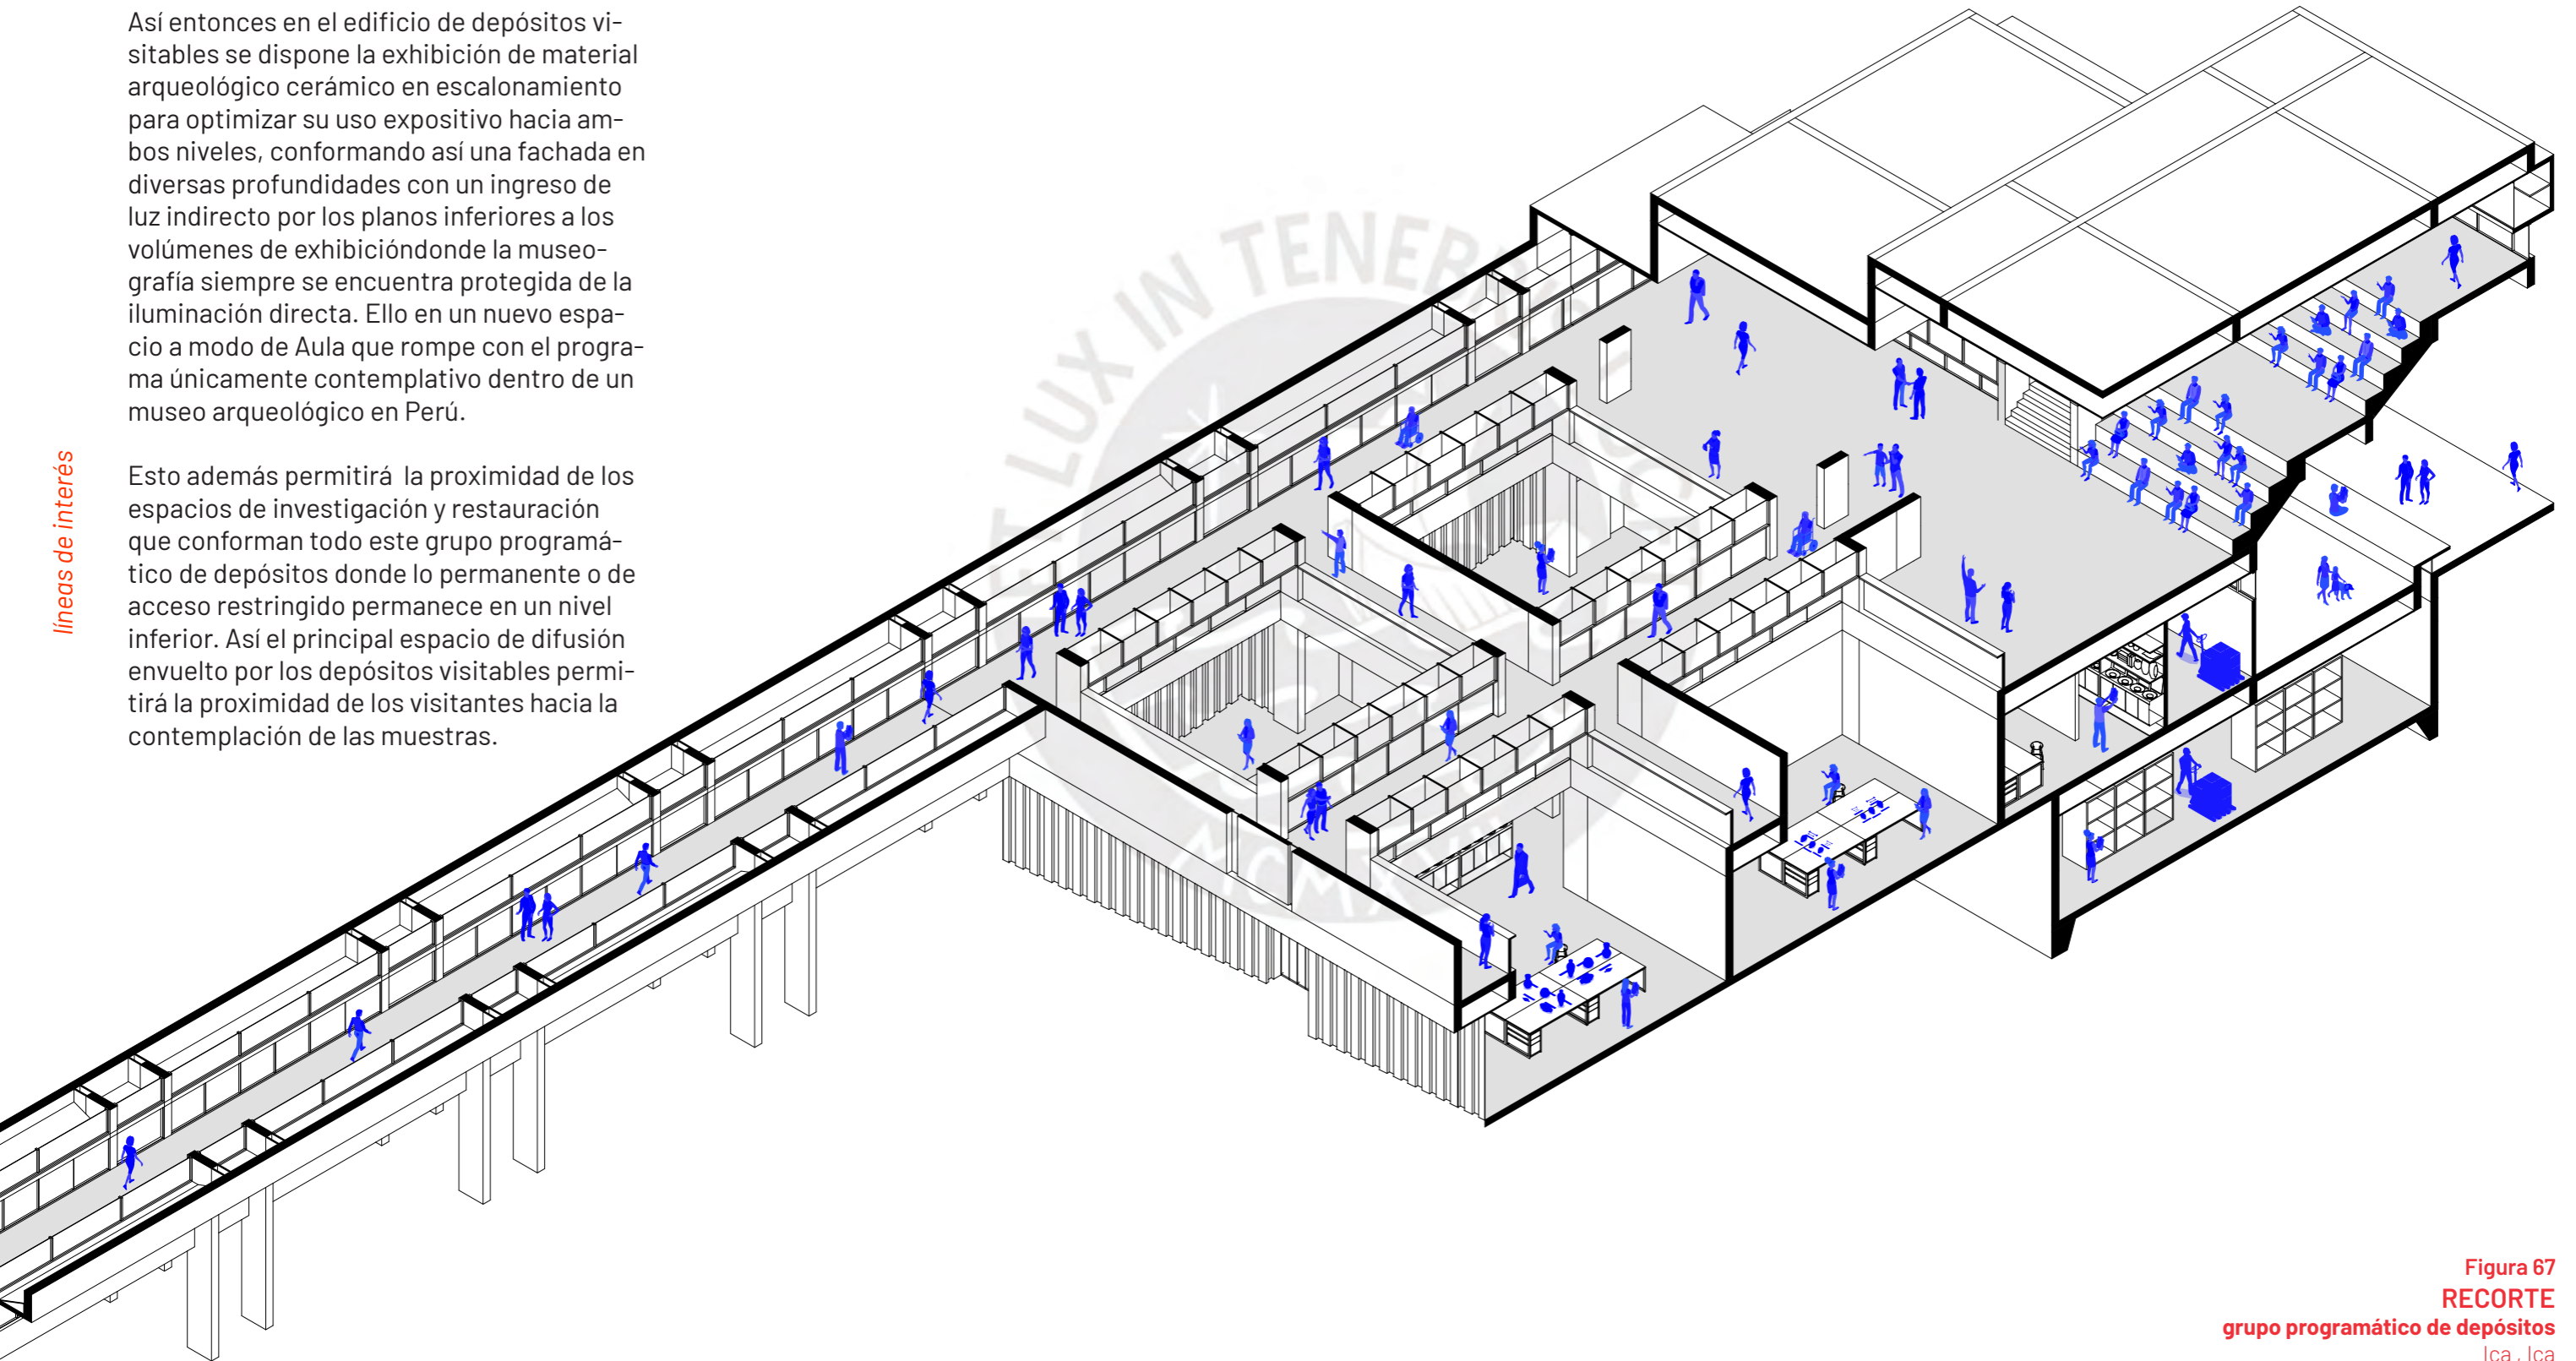 Así entonces en el edificio de depósitos vi-
sitables se dispone la exhibición de material
arqueológico cerámico en escalonamiento
para optimizar su uso expositivo hacia am-
bos niveles, conformando así una fachada en
diversas profundidades con un ingreso de
luz indirecto por los planos inferiores a los
volúmenes de exhibicióndonde la museo-
grafía siempre se encuentra protegida de la
iluminación directa. Ello en un nuevo espa-
cio a modo de Aula que rompe con el progra-
ma únicamente contemplativo dentro de un
museo arqueológico en Perú.
Esto además permitirá  la proximidad de los
espacios de investigación y restauración
que conforman todo este grupo programá-
tico de depósitos donde lo permanente o de
acceso restringido permanece en un nivel
inferior. Así el principal espacio de difusión
envuelto por los depósitos visitables permi-
tirá la proximidad de los visitantes hacia la
contemplación de las muestras.
líneas de interés
ET LUX IN
Figura 67
RECORTE
grupo programático de depósitos
Ica , Ica